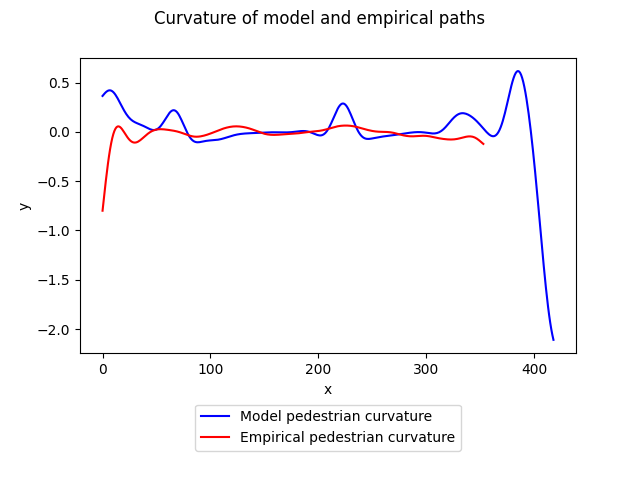 Curvature of model and empirical paths
0.5
0.0
−0.5
−1.0
−1.5
−2.0
y
0 100 200 300 400
x
Model pedestrian curvature
Empirical pedestrian curvature